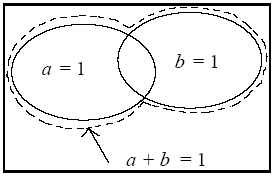 a = 1
b = 1
a + b = 1